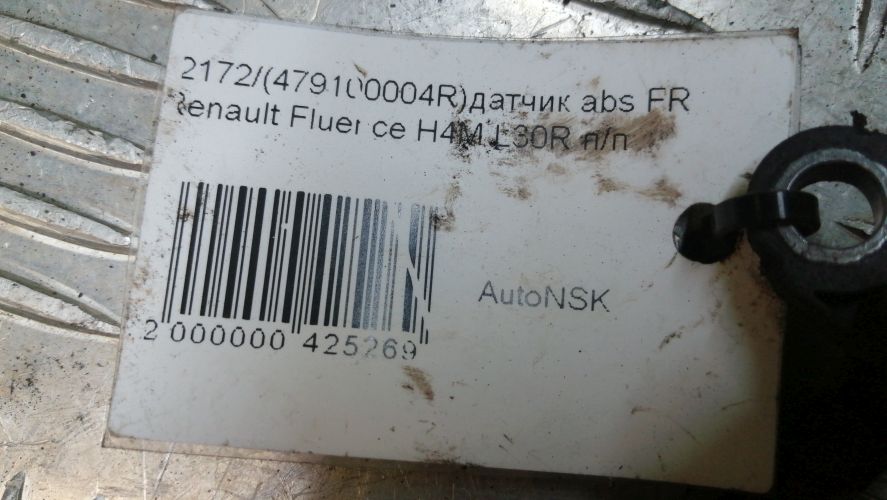 2172/(479100004R)датчик abs FR
Renault Fluence H4M L30R п/п
AutoNSK
2 000000 425269